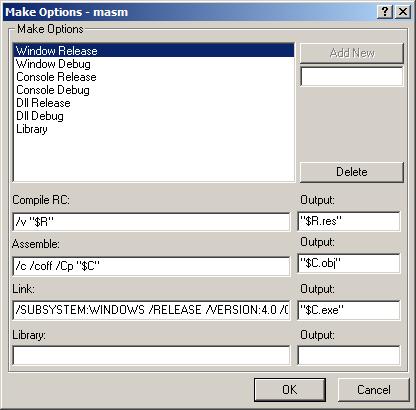 Make Options - masm
Make Options
Window Release
Window Debug
Console Release
Console Debug
Dll Release
Dll Debug
Library
Add New
Delete
Compile RC:
Output:
/v "$R"
"$R.res"
Assemble:
Output:
/c /coff /Cp "$C"
"$C.obj"
Link:
Output:
/SUBSYSTEM:WINDOWS /RELEASE /VERSION:4.0
"$C.exe"
Library:
Output:
OK
Cancel